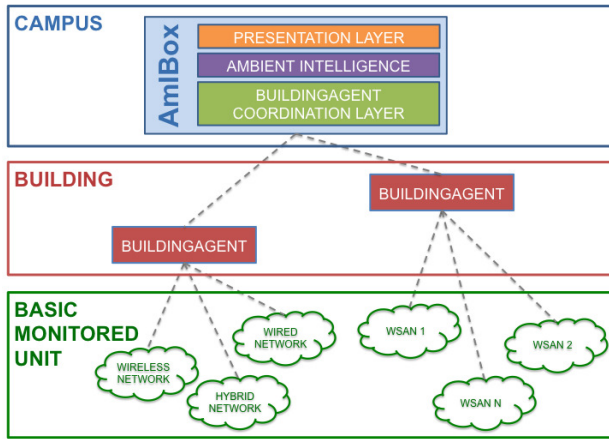 CAMPUS
AmIBox
PRESENTATION LAYER
AMBIENT INTELLIGENCE
BUILDINGAGENT
COORDINATION LAYER
BUILDING
BUILDINGAGENT
BUILDINGAGENT
BASIC
MONITORED
UNIT
WIRED
NETWORK
WIRELESS
NETWORK
HYBRID
NETWORK
WSAN 1
WSAN 2
WSAN N